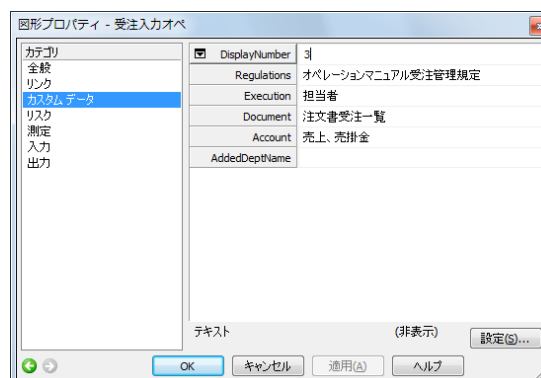 図形プロパティ - 受注入力オペ
カテゴリ
全般
リンク
カスタム データ
リスク
測定
入力
出力
DisplayNumber 3
Regulations オペレーションマニュアル受注管理規定
Execution 担当者
Document 注文書受注一覧
Account 売上、売掛金
AddedDeptName
テキスト (非表示) 設定(S)...
OK キャンセル 適用(A) ヘルプ